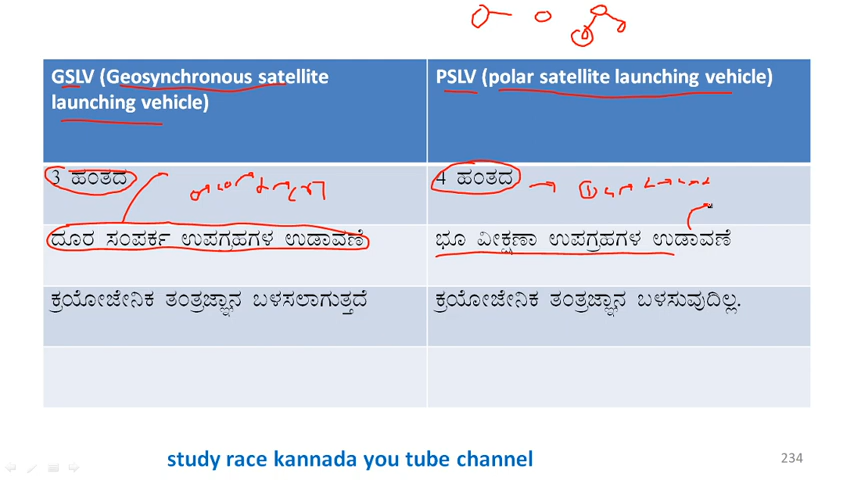 GSLV (Geosynchronous satellite
launching vehicle)
PSLV (polar satellite launching vehicle)
3 ಹಂತದ
4 ಹಂತದ
ದೂರ ಸಂಪರ್ಕ ಉಪಗ್ರಹಗಳ ಉಡಾವಣೆ
ಭೂ ವೀಕ್ಷಣಾ ಉಪಗ್ರಹಗಳ ಉಡಾವಣೆ
ಕ್ರಯೋಜೇನಿಕ ತಂತ್ರಜ್ಞಾನ ಬಳಸಲಾಗುತ್ತದೆ
ಕ್ರಯೋಜೇನಿಕ ತಂತ್ರಜ್ಞಾನ ಬಳಸುವುದಿಲ್ಲ.
study race kannada you tube channel
234